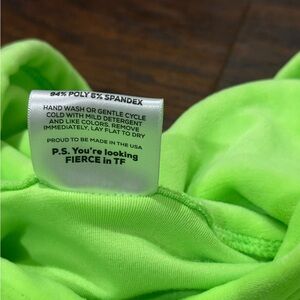 94% POLY 6% SPANDEX
HAND WASH OR GENTLE CYCLE
COLD WITH MILD DETERGENT
AND LIKE COLORS. REMOVE
IMMEDIATELY, LAY FLAT TO DRY
PROUD TO BE MADE IN THE USA
P.S. You're looking
FIERCE in TF